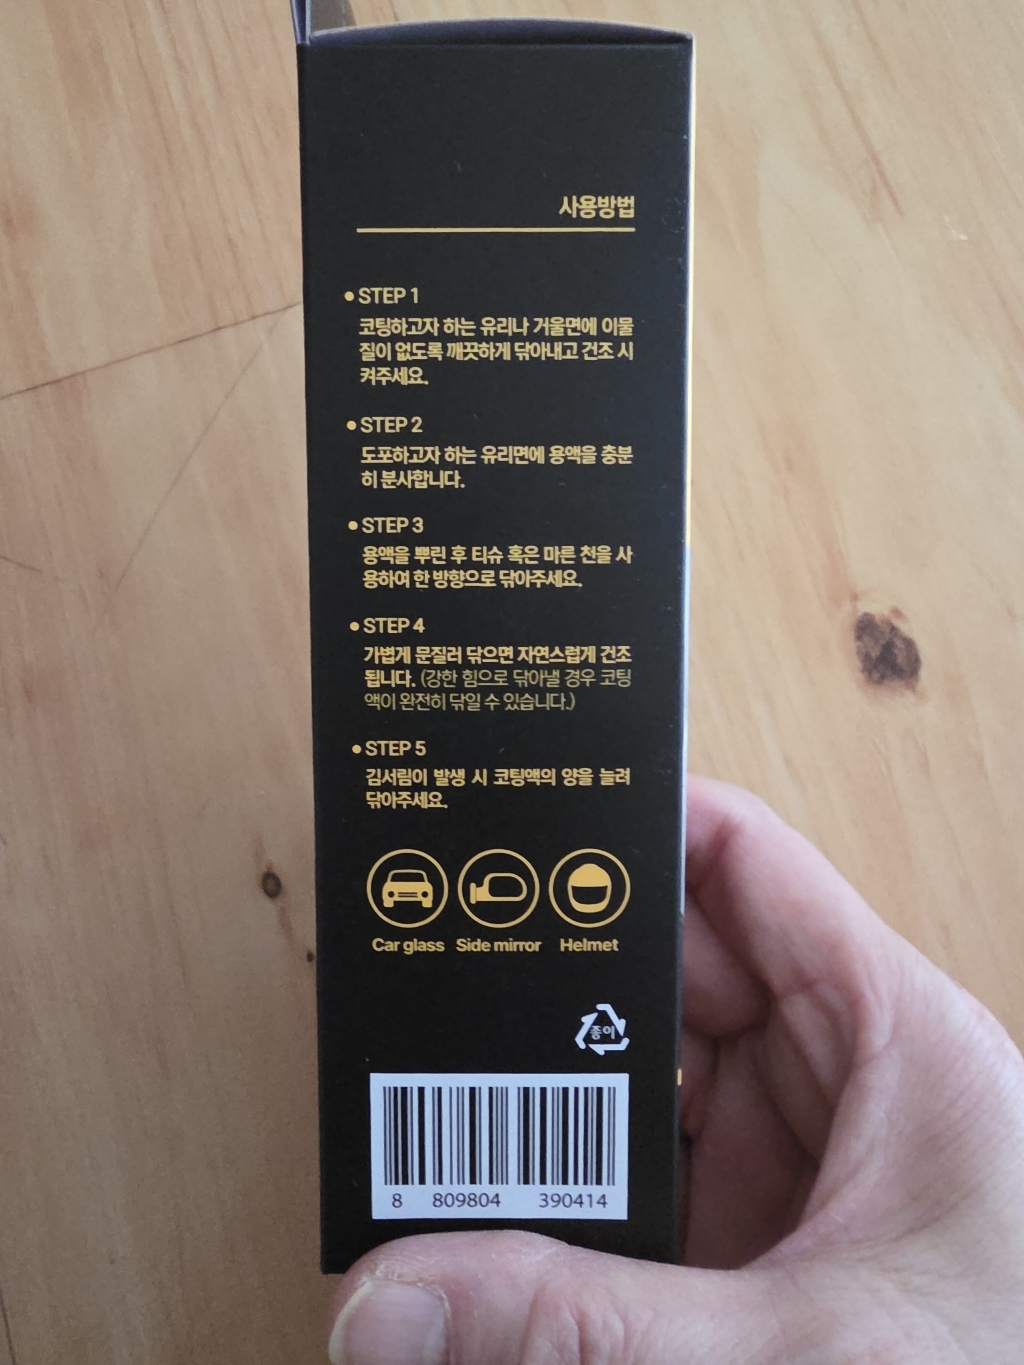 사용방법
• STEP 1
코팅하고자 하는 유리나 거울면에 이물
질이 없도록 깨끗하게 닦아내고 건조 시
켜주세요.
• STEP 2
도포하고자 하는 유리면에 용액을 충분
히 분사합니다.
• STEP 3
용액을 뿌린 후 티슈 혹은 마른 천을 사
용하여 한 방향으로 닦아주세요.
• STEP 4
가볍게 문질러 닦으면 자연스럽게 건조
됩니다. (강한 힘으로 닦아낼 경우 코팅
액이 완전히 닦일 수 있습니다.)
• STEP 5
김서림이 발생 시 코팅액의 양을 늘려
닦아주세요.
Car glass Side mirror Helmet
종이
8 809804 390414